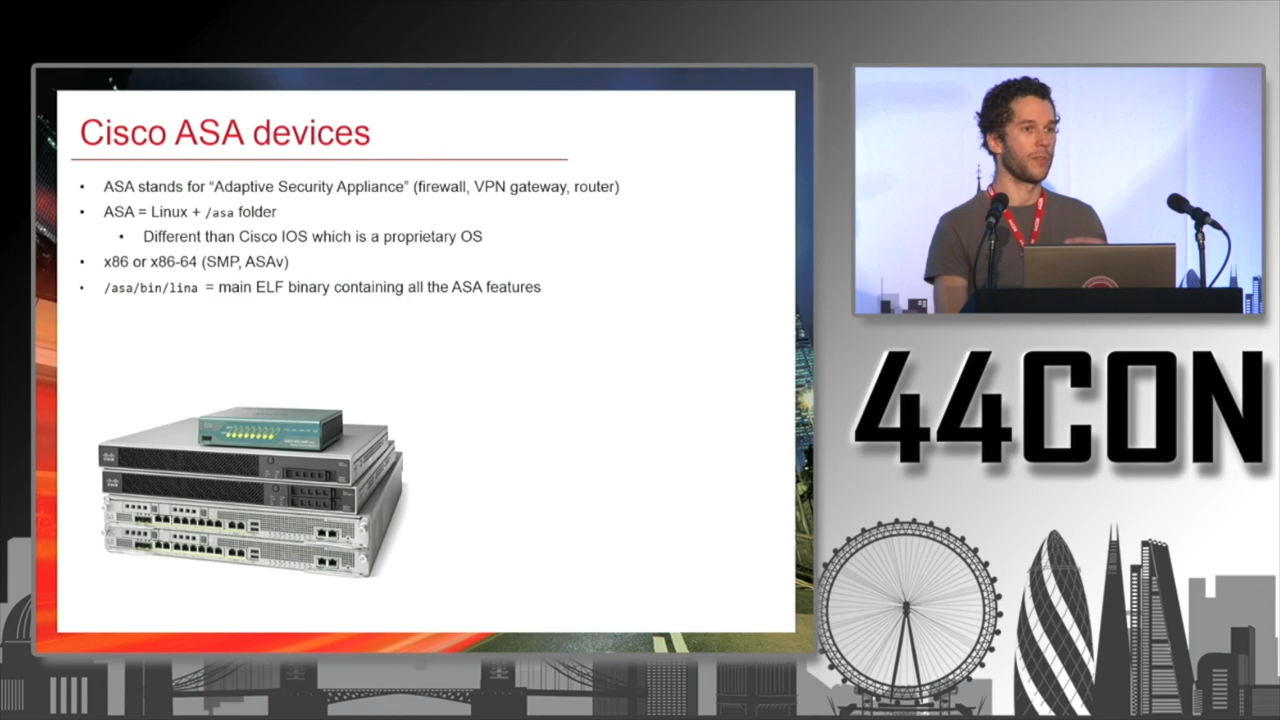 Cisco ASA devices
• ASA stands for “Adaptive Security Appliance” (firewall, VPN gateway, router)
• ASA = Linux + /asa folder
• Different than Cisco IOS which is a proprietary OS
• x86 or x86-64 (SMP, ASAv)
• /asa/bin/lina = main ELF binary containing all the ASA features
44CON